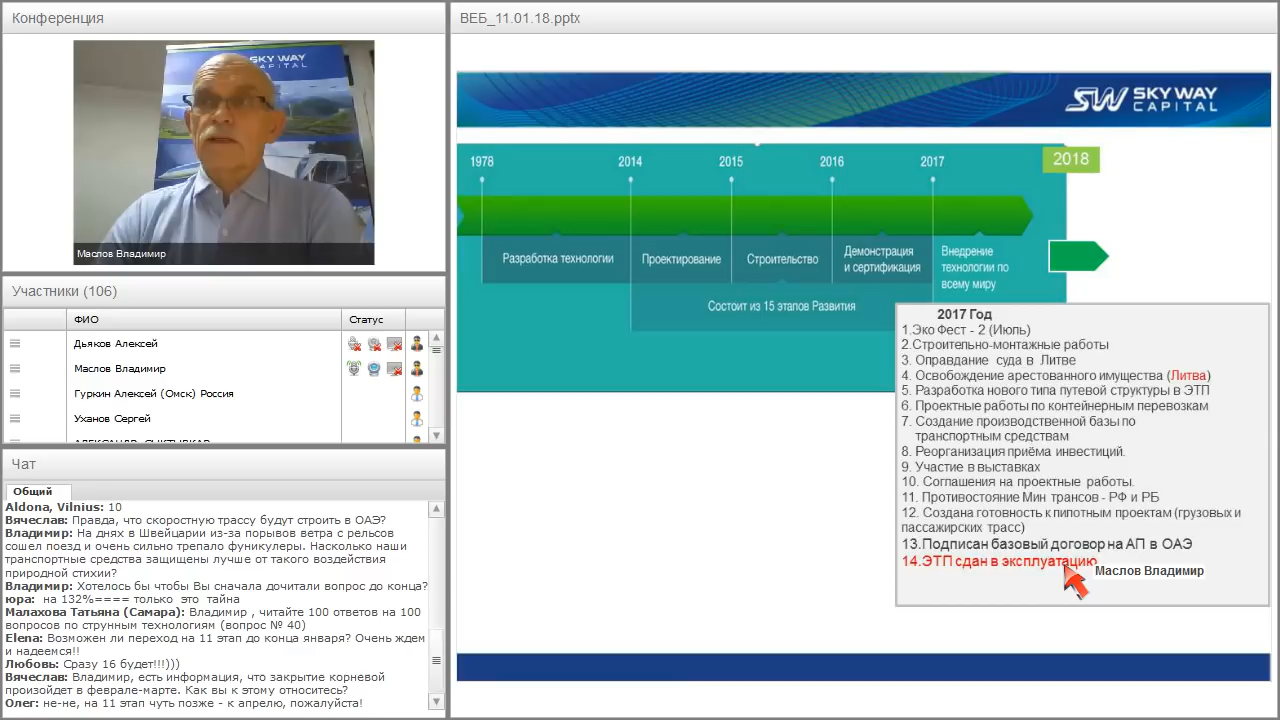 Конференция
SKY WAY
CAPITAL
Маслов Владимир
Участники (106)
ФИО
Статус
Дьяков Алексей
Маслов Владимир
Гуркин Алексей (Омск) Россия
Уханов Сергей
Чат
Общий
Aldona, Vilnius: 10
Вячеслав: Правда, что скоростную трассу будут строить в ОАЭ?
Владимир: На днях в Швейцарии из-за порывов ветра с рельсов
сошел поезд и очень сильно трепало фуникулеры. Насколько наши
транспортные средства защищены лучше от такого воздействия
природной стихии?
Владимир: Хотелось бы чтобы Вы сначала дочитали вопрос до конца?
юра: на 132%==== только это тайна
Малахова Татьяна (Самара): Владимир , читайте 100 ответов на 100
вопросов по струнным технологиям (вопрос № 40)
Elena: Возможен ли переход на 11 этап до конца января? Очень ждем
и надеемся!!
Любовь: Сразу 16 будет!!!)))
Вячеслав: Владимир, есть информация, что закрытие корневой
произойдет в феврале-марте. Как вы к этому относитесь?
Олег: не-не, на 11 этап чуть позже - к апрелю, пожалуйста!
ВЕБ_11.01.18.pptx
SW SKY WAY
CAPITAL
1978
2014
2015
2016
2017
2018
Разработка технологии
Проектирование
Строительство
Демонстрация
и сертификация
Внедрение
технологии по
всему миру
Состоит из 15 этапов Развития
2017 Год
1.Эко Фест - 2 (Июль)
2.Строительно-монтажные работы
3. Оправдание суда в Литве
4. Освобождение арестованного имущества (Литва)
5. Разработка нового типа путевой структуры в ЭТП
6. Проектные работы по контейнерным перевозкам
7. Создание производственной базы по
транспортным средствам
8. Реорганизация приёма инвестиций.
9. Участие в выставках
10. Соглашения на проектные работы.
11. Противостояние Мин трансов - РФ и РБ
12. Создана готовность к пилотным проектам (грузовых и
пассажирских трасс)
13.Подписан базовый договор на АП в ОАЭ
14.ЭТП сдан в эксплуатацию
Маслов Владимир